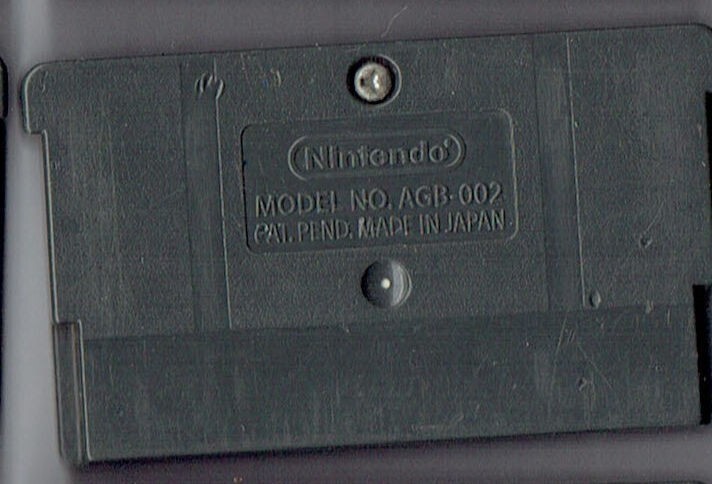 Nintendo®
MODEL NO. AGB-002
PAT. PEND. MADE IN JAPAN